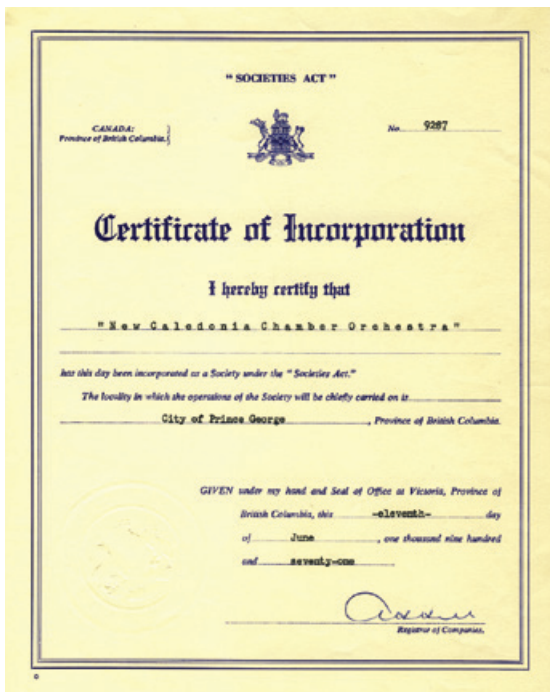 "SOCIETIES ACT"
CANADA:
Province of British Columbia.
No. 9287
Certificate of Incorporation
I hereby certify that
"New Caledonia Chamber Orchestra"
has this day been incorporated as a Society under the "Societies Act."
The locality in which the operations of the Society will be chiefly carried on is
City of Prince George, Province of British Columbia.
GIVEN under my hand and Seal of Office at Victoria, Province of
British Columbia, this -eleventh- day
of June, one thousand nine hundred
and seventy-one
Registrar of Companies.